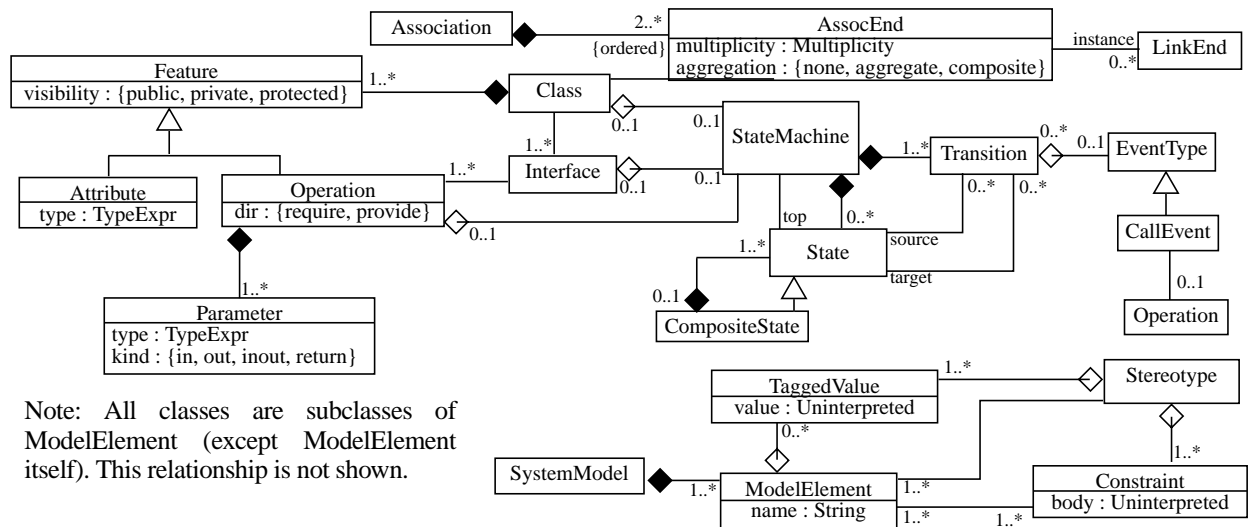 Association
2..*
{ordered}
AssocEnd
multiplicity : Multiplicity
aggregation : {none, aggregate, composite}
instance
0..*
LinkEnd
Feature
visibility : {public, private, protected}
1..*
Class
0..1
0..1
StateMachine
1..*
Transition
0..*
0..1
EventType
1..*
Interface
0..1
0..1
1..*
Attribute
type : TypeExpr
Operation
dir : {require, provide}
0..1
0..*
0..*
top
0..*
CallEvent
1..*
State
source
target
0..1
Operation
1..*
Parameter
type : TypeExpr
kind : {in, out, inout, return}
0..1
CompositeState
TaggedValue
value : Uninterpreted
1..*
Stereotype
0..*
1..*
Note: All classes are subclasses of
ModelElement (except ModelElement
itself). This relationship is not shown.
SystemModel
1..*
ModelElement
name : String
1..*
1..*
1..*
Constraint
body : Uninterpreted